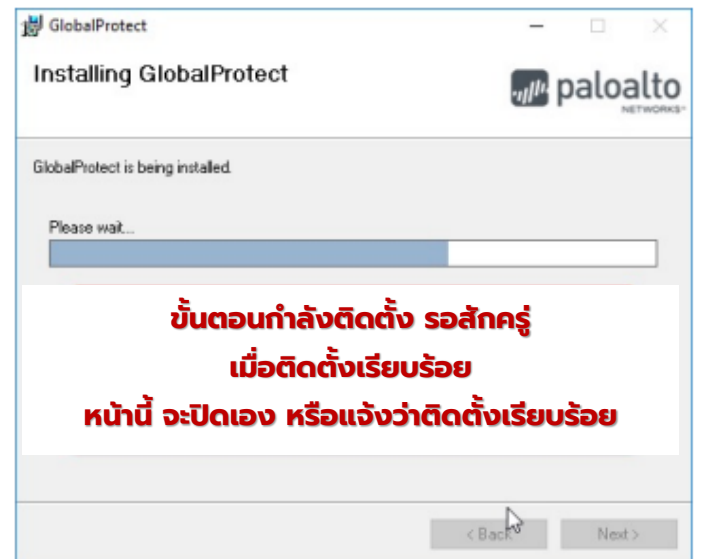 GlobalProtect
Installing GlobalProtect
paloalto
NETWORKS
GlobalProtect is being installed.
Please wait...
ขั้นตอนกำลังติดตั้ง รอสักครู่
เมื่อติดตั้งเรียบร้อย
หน้านี้ จะปิดเอง หรือแจ้งว่าติดตั้งเรียบร้อย
< Back
Next >